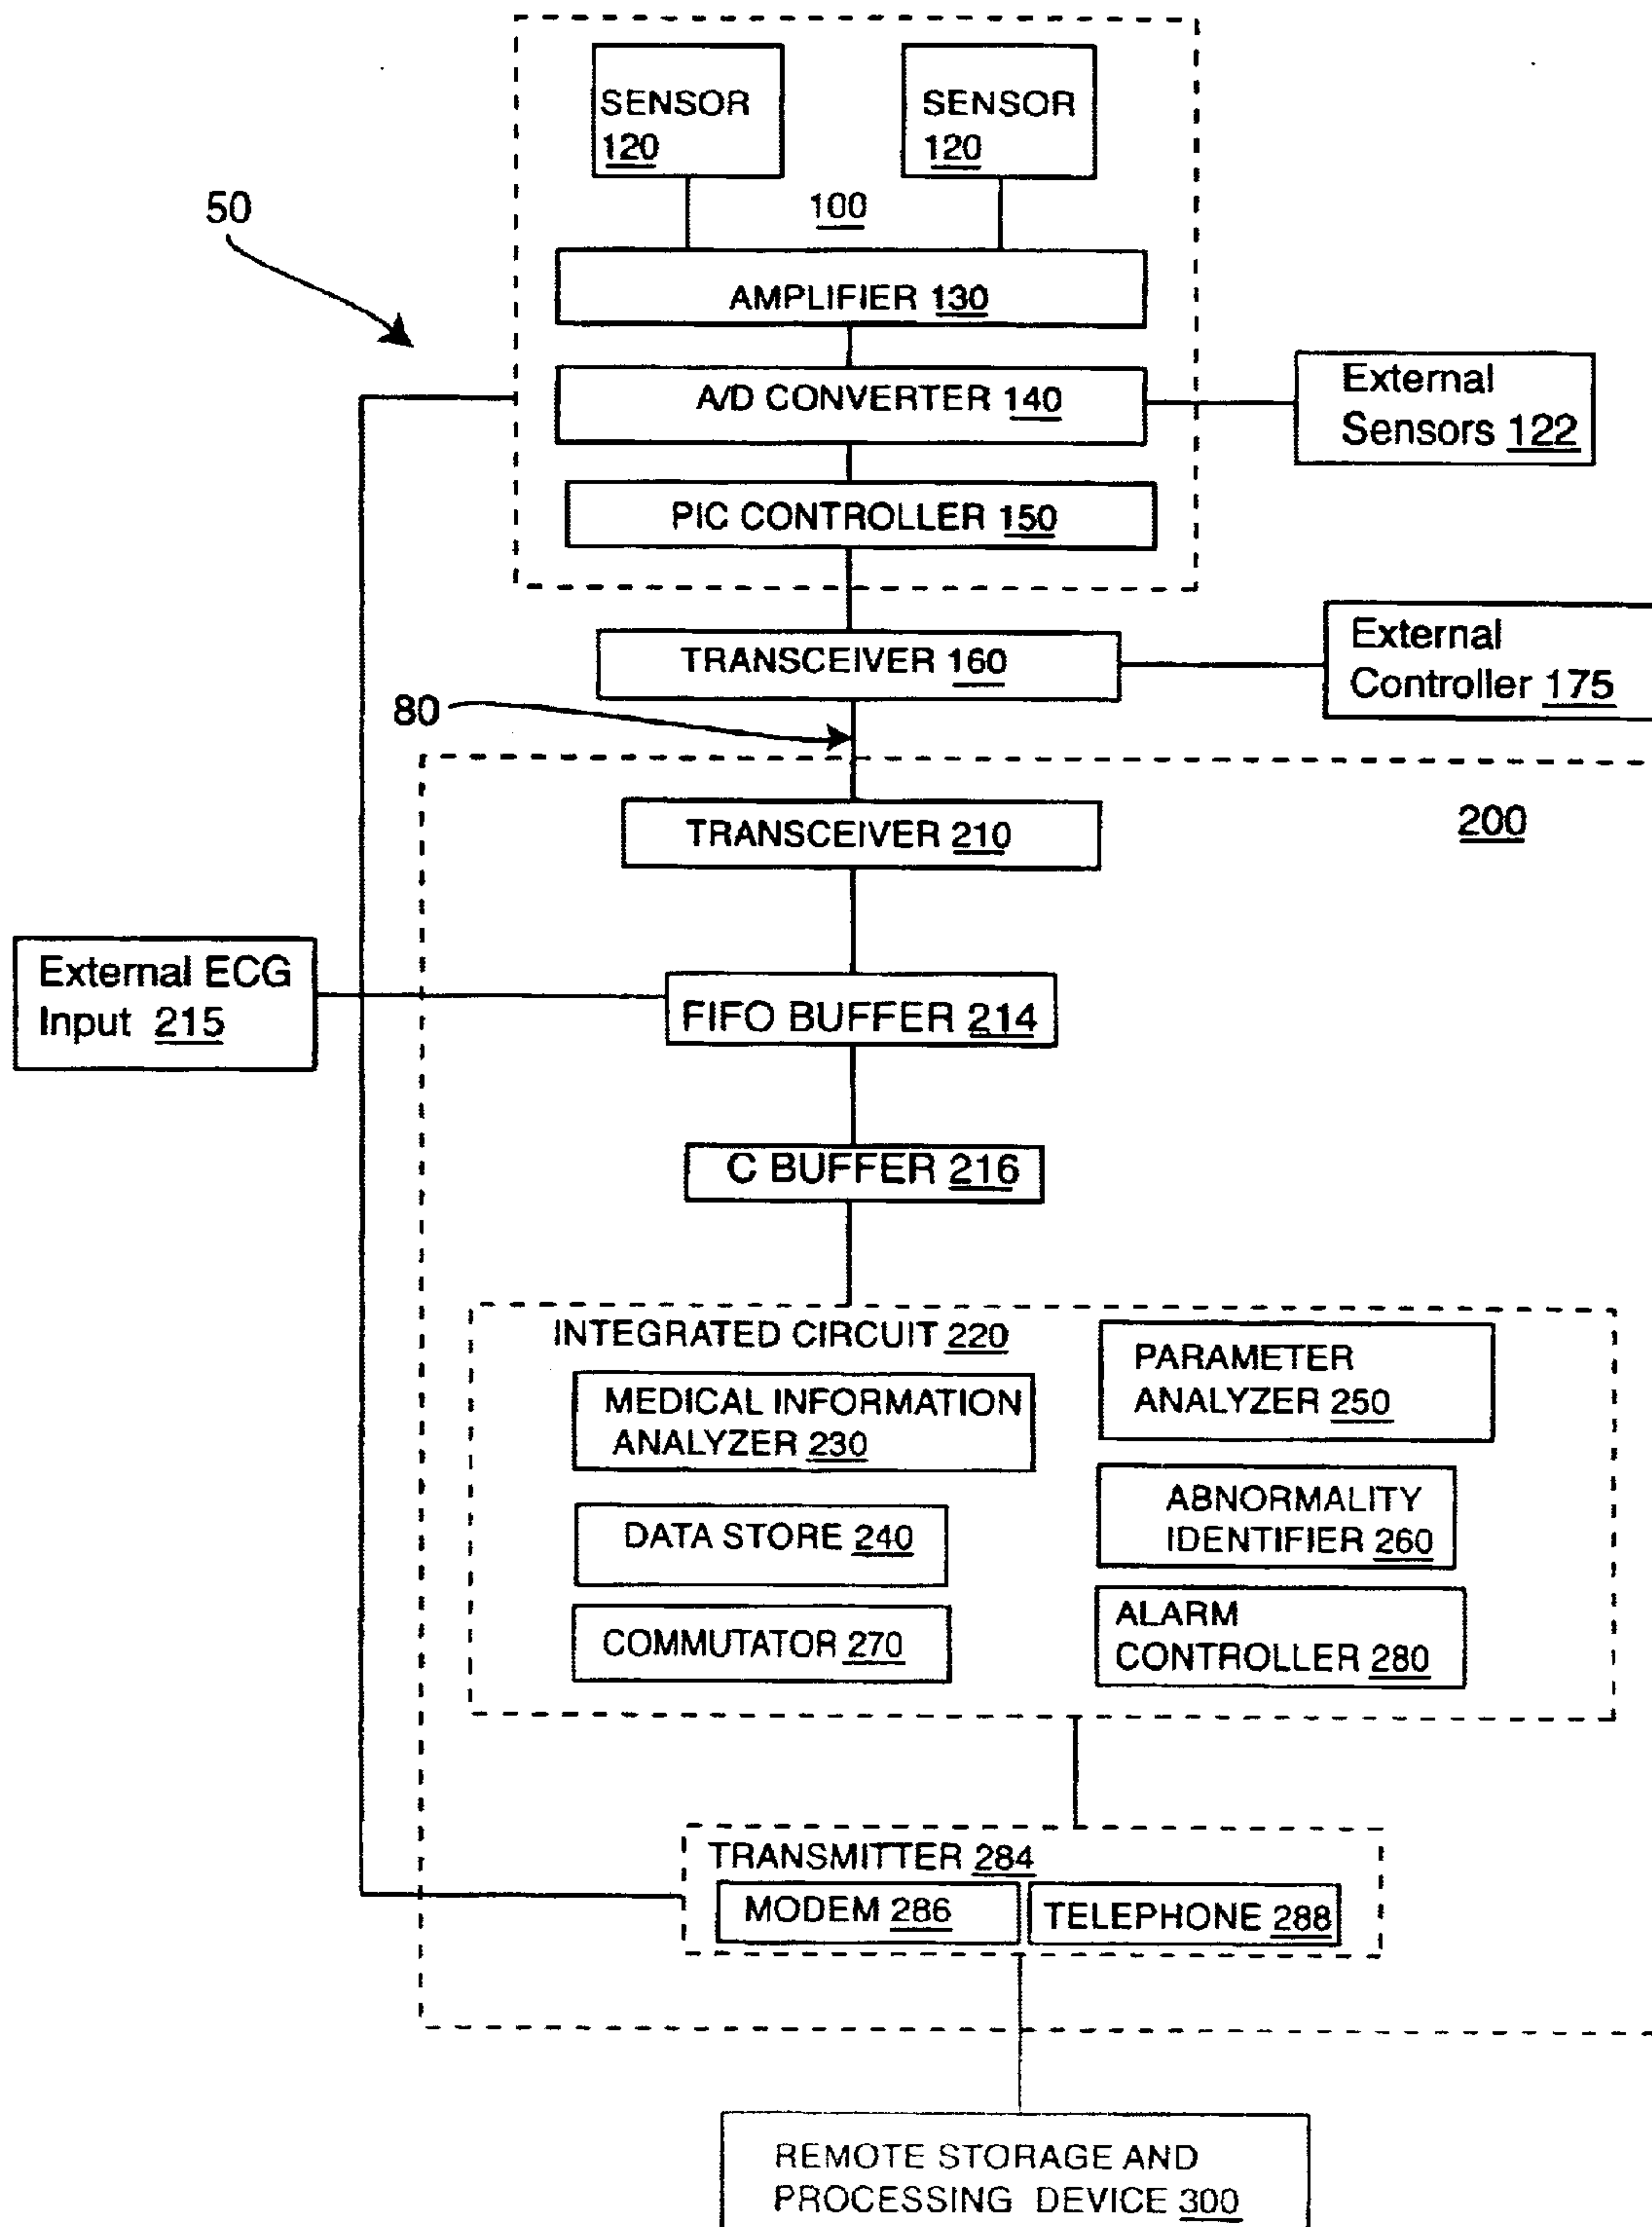 SENSOR
120
SENSOR
120
50
100
AMPLIFIER 130
A/D CONVERTER 140
External
Sensors 122
PIC CONTROLLER 150
TRANSCEIVER 160
External
Controller 175
80
TRANSCEIVER 210
200
External ECG
Input 215
FIFO BUFFER 214
C BUFFER 216
INTEGRATED CIRCUIT 220
MEDICAL INFORMATION
ANALYZER 230
PARAMETER
ANALYZER 250
DATA STORE 240
ABNORMALITY
IDENTIFIER 260
COMMUTATOR 270
ALARM
CONTROLLER 280
TRANSMITTER 284
MODEM 286
TELEPHONE 288
REMOTE STORAGE AND
PROCESSING DEVICE 300